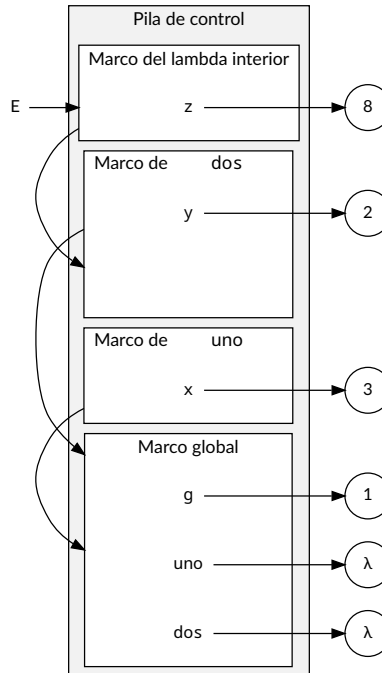 Pila de control
Marco del lambda interior
E z 8
Marco de dos
y 2
Marco de uno
x 3
Marco global
g 1
uno λ
dos λ